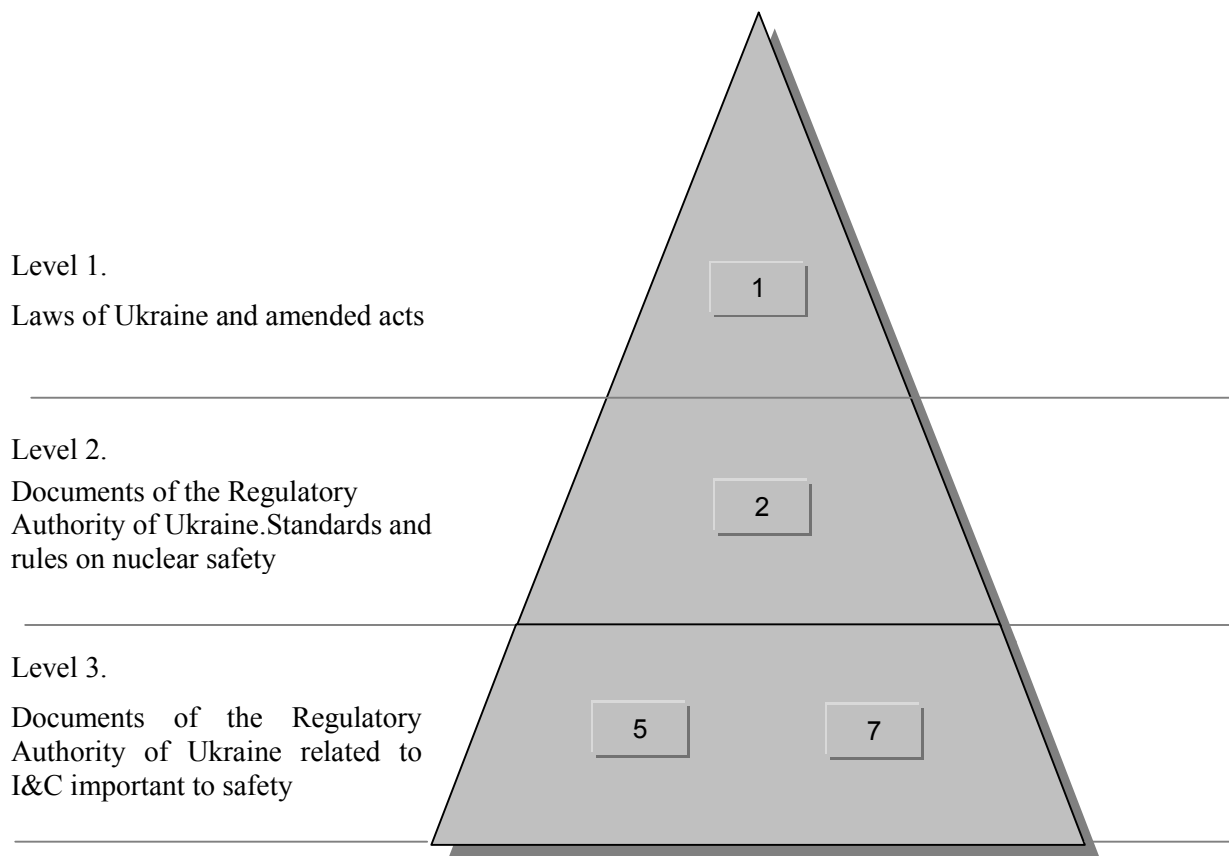 Level 1.
Laws of Ukraine and amended acts
1
Level 2.
Documents of the Regulatory
Authority of Ukraine.Standards and
rules on nuclear safety
2
Level 3.
Documents of the Regulatory
Authority of Ukraine related to
I&C important to safety
5 7